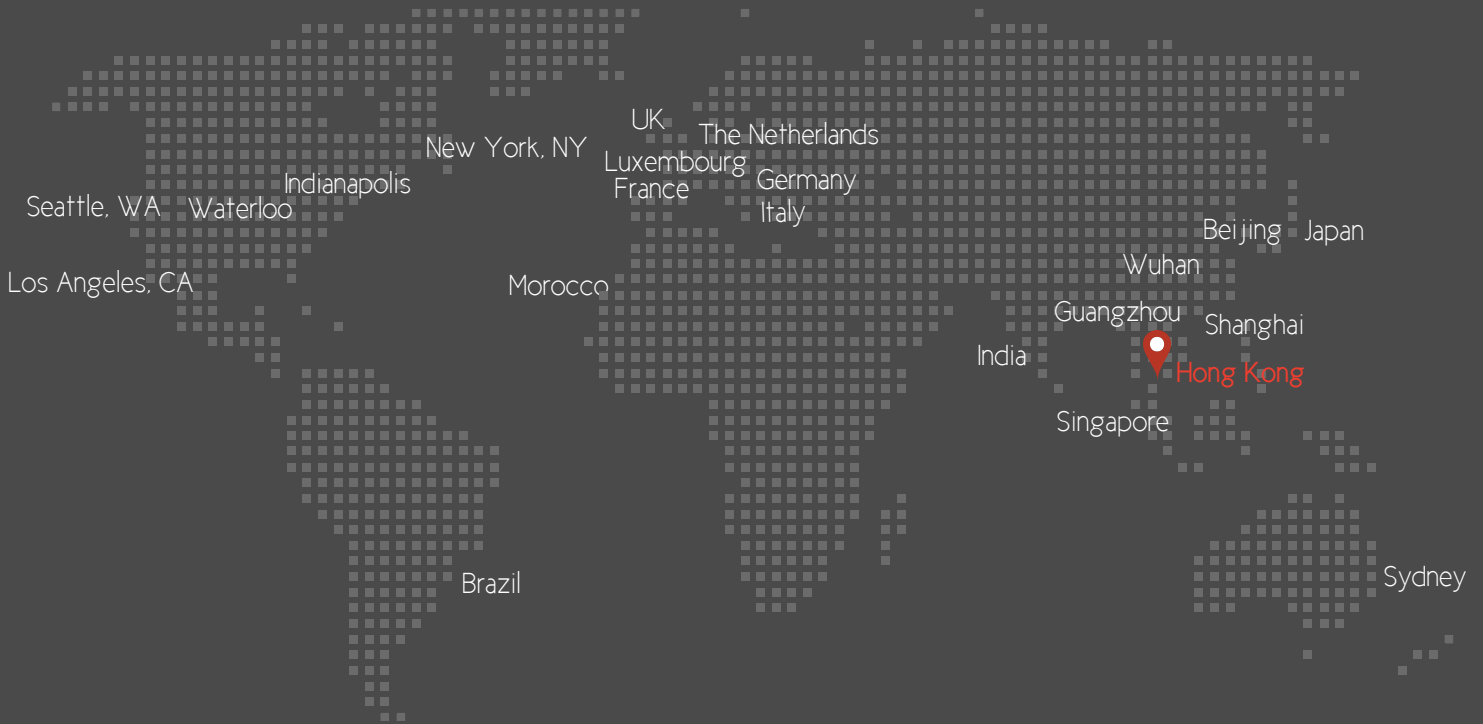 UK
The Netherlands
New York, NY
Luxembourg
Germany
France
Indianapolis
Seattle, WA
Waterloo
Italy
Beijing
Japan
Wuhan
Los Angeles, CA
Morocco
Guangzhou
Shanghai
India
Hong Kong
Singapore
Brazil
Sydney